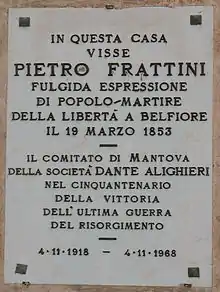 IN QUESTA CASA
VISSE
PIETRO FRATTINI
FULGIDA ESPRESSIONE
DI POPOLO-MARTIRE
DELLA LIBERTÀ A BELFIORE
IL 19 MARZO 1853
IL COMITATO DI MANTOVA
DELLA SOCIETÀ DANTE ALIGHIERI
NEL CINQUANTENARIO
DELLA VITTORIA
DELL'ULTIMA GUERRA
DEL RISORGIMENTO
4-11-1918 - 4-11-1968